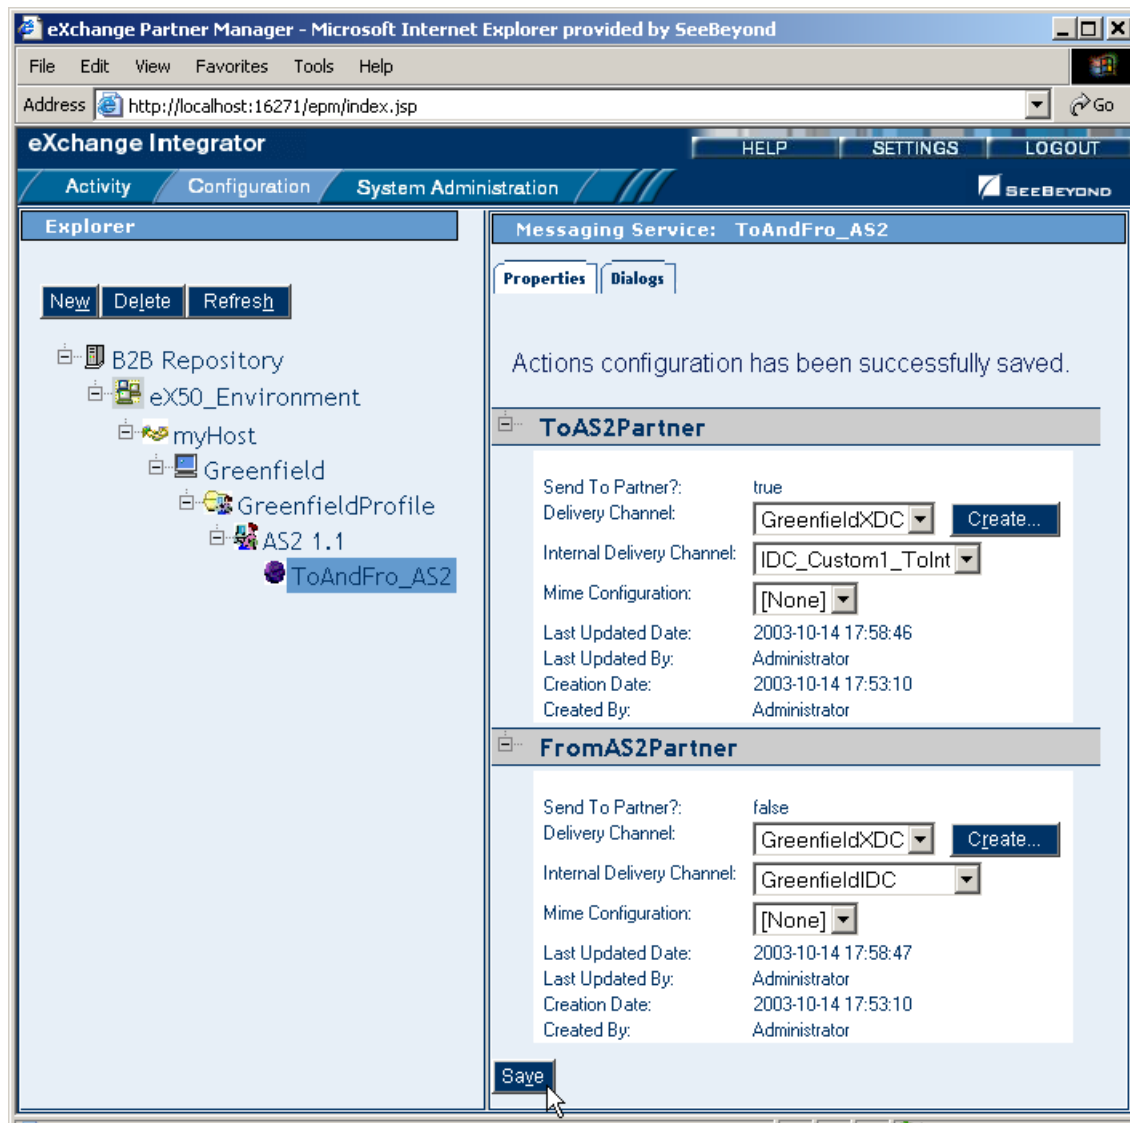 eXchange Partner Manager - Microsoft Internet Explorer provided by SeeBeyond
File Edit View Favorites Tools Help
Address http://localhost:16271/epm/index.jsp Go
eXchange Integrator HELP SETTINGS LOGOUT
Activity Configuration System Administration SEEBEYOND
Explorer
New Delete Refresh
B2B Repository
eX50_Environment
myHost
Greenfield
GreenfieldProfile
AS2 1.1
ToAndFro_AS2
Messaging Service: ToAndFro_AS2
Properties Dialogs
Actions configuration has been successfully saved.
ToAS2Partner
Send To Partner?: true
Delivery Channel: GreenfieldXDC Create...
Internal Delivery Channel: IDC_Custom1_ToInt
Mime Configuration: [None]
Last Updated Date: 2003-10-14 17:58:46
Last Updated By: Administrator
Creation Date: 2003-10-14 17:53:10
Created By: Administrator
FromAS2Partner
Send To Partner?: false
Delivery Channel: GreenfieldXDC Create...
Internal Delivery Channel: GreenfieldIDC
Mime Configuration: [None]
Last Updated Date: 2003-10-14 17:58:47
Last Updated By: Administrator
Creation Date: 2003-10-14 17:53:10
Created By: Administrator
Save